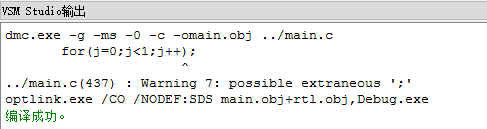 VSM Studio输出
dmc.exe -g -ms -0 -c -omain.obj ../main.c
for(j=0;j<1;j++);
^
../main.c(437) : Warning 7: possible extraneous ';'
optlink.exe /CO /NODEF:SDS main.obj+rtl.obj,Debug.exe
编译成功。